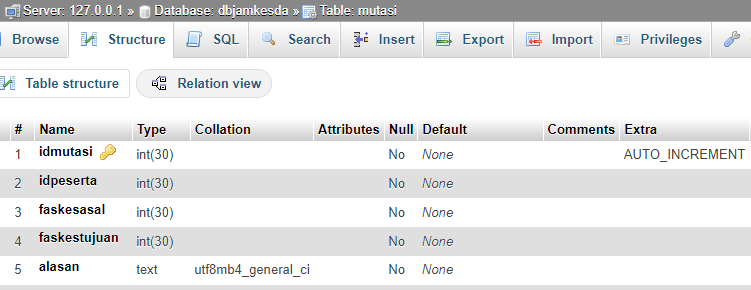 Server: 127.0.0.1 » Database: dbjamkesda » Table: mutasi
Browse Structure SQL Search Insert Export Import Privileges
Table structure Relation view
# Name Type Collation Attributes Null Default Comments Extra
1 idmutasi int(30) No None AUTO_INCREMENT
2 idpeserta int(30) No None
3 faskesasal int(30) No None
4 faskestujuan int(30) No None
5 alasan text utf8mb4_general_ci No None